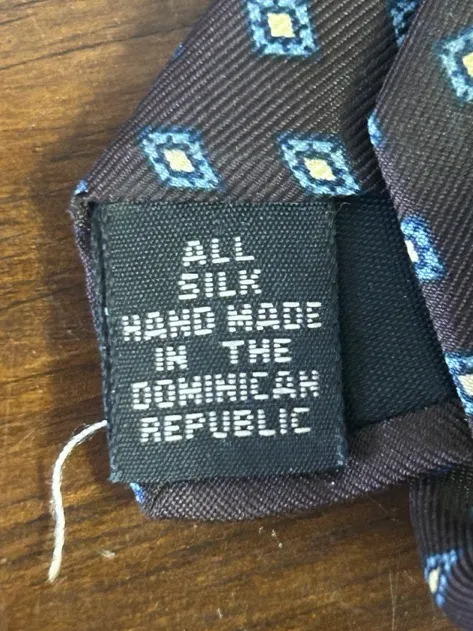 ALL
SILK
HAND MADE
IN THE
DOMINICAN
REPUBLIC